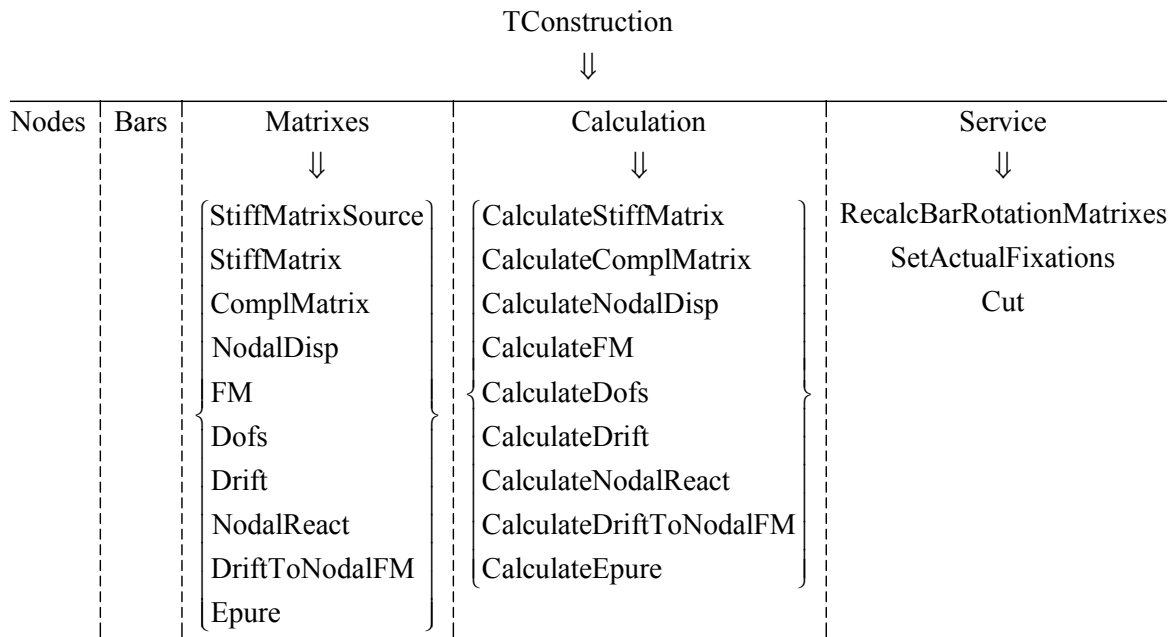 TConstruction
⇓
Nodes Bars Matrixes Calculation Service
⇓ ⇓ ⇓
StiffMatrixSource CalculateStiffMatrix RecalcBarRotationMatrixes
StiffMatrix CalculateComplMatrix SetActualFixations
ComplMatrix CalculateNodalDisp Cut
NodalDisp CalculateFM
FM CalculateDofs
Dofs CalculateDrift
Drift CalculateNodalReact
NodalReact CalculateDriftToNodalFM
DriftToNodalFM CalculateEpure
Epure